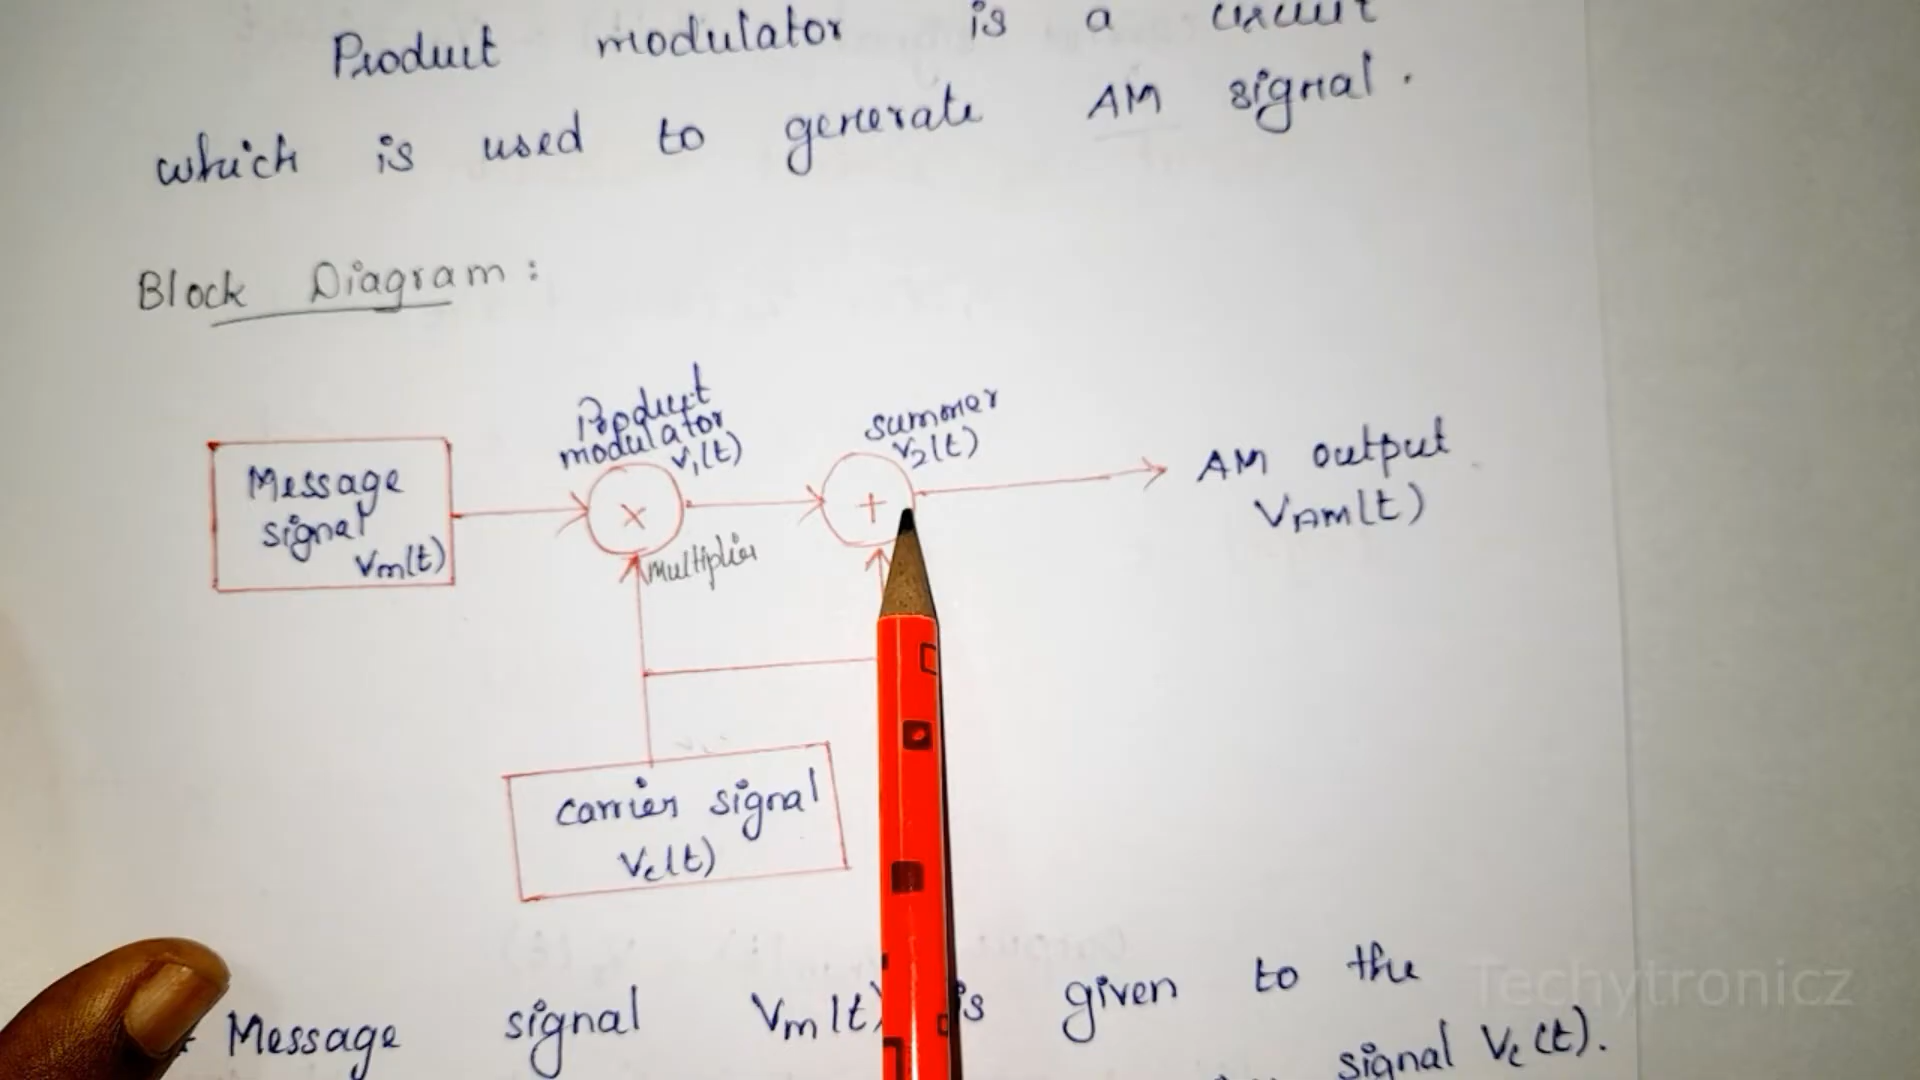 Product modulator is a circuit
which is used to generate AM signal.
Block Diagram:
Product
modulator
V₁(t)
summer
V₂(t)
Message
signal
Vm(t)
×
+
AM output
VAM(t)
multiplier
carrier signal
Vc(t)
* Message signal Vm(t) is given to the
signal Vc(t).
Techytronicz